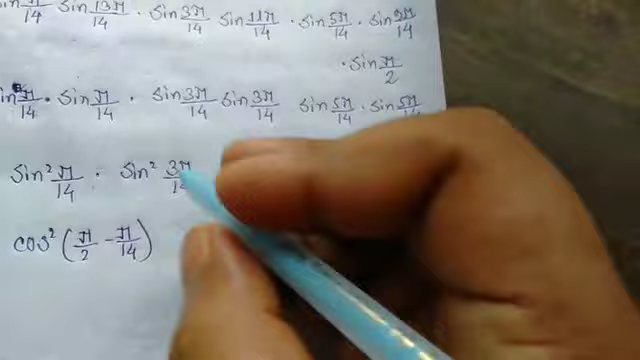 sin π/14 sin 13π/14 · sin 3π/14 sin 11π/14 · sin 5π/14 · sin 9π/14
· sin π/2
sin π/14 · sin π/14 · sin 3π/14 sin 3π/14 sin 5π/14 · sin 5π/14
sin² π/14 · sin² 3π/14
cos² (π/2 − π/14)